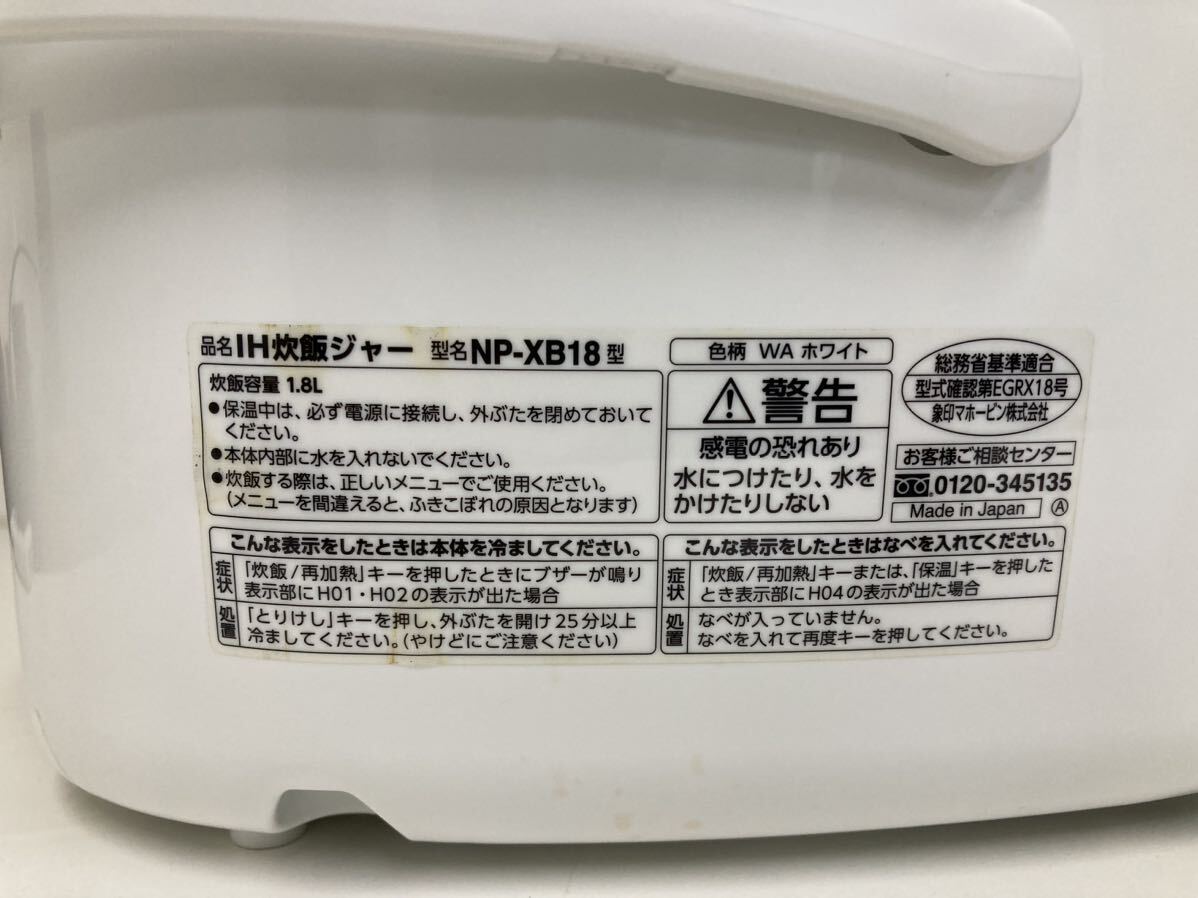 品名IH炊飯ジャー 型名NP-XB18型
炊飯容量 1.8L
●保温中は、必ず電源に接続し、外ぶたを閉めておいて
ください。
●本体内部に水を入れないでください。
●炊飯する際は、正しいメニューでご使用ください。
(メニューを間違えると、ふきこぼれの原因となります)
色柄 WA ホワイト
警告
感電の恐れあり
水につけたり、水を
かけたりしない
総務省基準適合
型式確認第EGRX18号
象印マホービン株式会社
お客様ご相談センター
0120-345135
Made in Japan Ⓐ
こんな表示をしたときは本体を冷ましてください。
症状 「炊飯/再加熱」キーを押したときにブザーが鳴り
表示部にH01・H02の表示が出た場合
処置 「とりけし」キーを押し、外ぶたを開け25分以上
冷ましてください。(やけどにご注意ください)
こんな表示をしたときはなべを入れてください。
症状 「炊飯/再加熱」キーまたは、「保温」キーを押した
とき表示部にH04の表示が出た場合
処置 なべが入っていません。
なべを入れて再度キーを押してください。